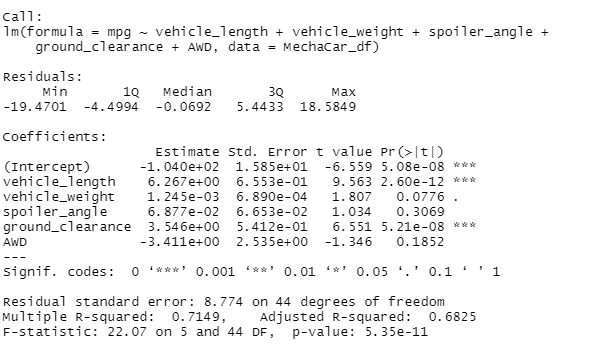 Call:
lm(formula = mpg ~ vehicle_length + vehicle_weight + spoiler_angle +
    ground_clearance + AWD, data = MechaCar_df)

Residuals:
     Min       1Q   Median       3Q      Max
-19.4701  -4.4994  -0.0692   5.4433  18.5849

Coefficients:
                   Estimate Std. Error t value Pr(>|t|)
(Intercept)      -1.040e+02  1.585e+01  -6.559 5.08e-08 ***
vehicle_length    6.267e+00  6.553e-01   9.563 2.60e-12 ***
vehicle_weight    1.245e-03  6.890e-04   1.807   0.0776 .
spoiler_angle     6.877e-02  6.653e-02   1.034   0.3069
ground_clearance  3.546e+00  5.412e-01   6.551 5.21e-08 ***
AWD              -3.411e+00  2.535e+00  -1.346   0.1852
---
Signif. codes:  0 ‘***’ 0.001 ‘**’ 0.01 ‘*’ 0.05 ‘.’ 0.1 ‘ ’ 1

Residual standard error: 8.774 on 44 degrees of freedom
Multiple R-squared:  0.7149,    Adjusted R-squared:  0.6825
F-statistic: 22.07 on 5 and 44 DF,  p-value: 5.35e-11